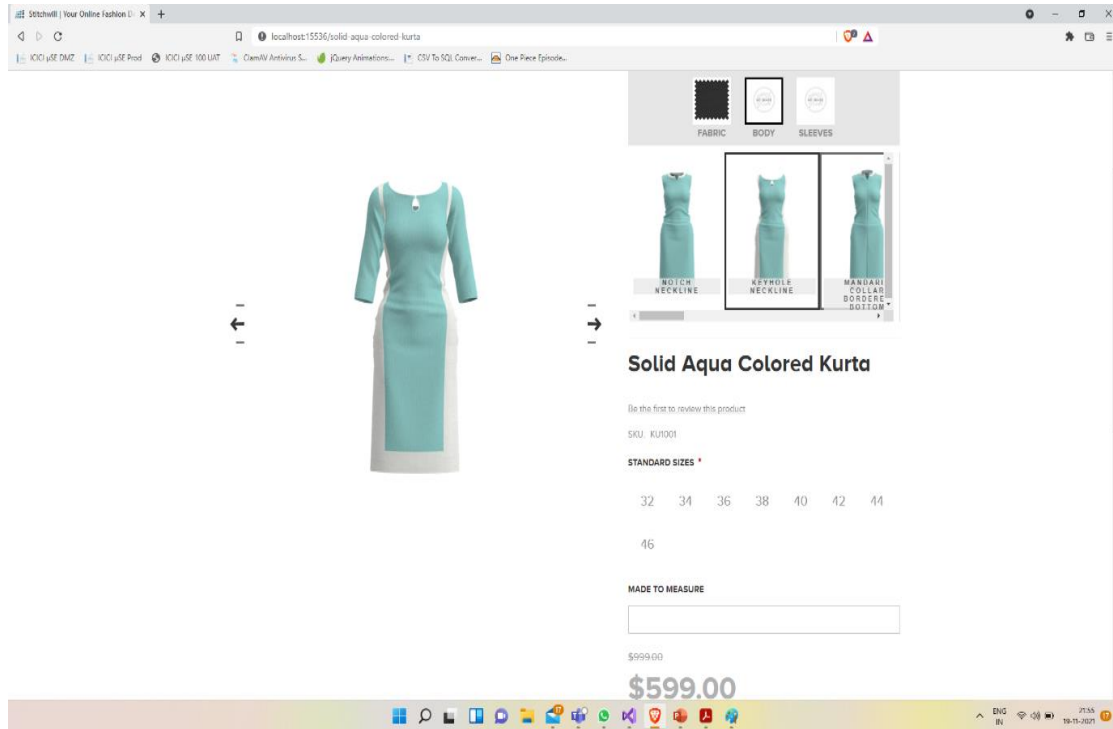 Stitchwill | Your Online Fashion D
localhost:15536/solid-aqua-colored-kurta
ICICI µSE DMZ ICICI µSE Prod ICICI µSE 100 UAT ClamAV Antivirus S... jQuery Animations:... CSV To SQL Conver... One Piece Episode...
FABRIC BODY SLEEVES
NOTCH NECKLINE
KEYHOLE NECKLINE
MANDARI
COLLAR
BORDERE
BOTTOM
Solid Aqua Colored Kurta
Be the first to review this product
SKU: KU1001
STANDARD SIZES *
32 34 36 38 40 42 44
46
MADE TO MEASURE
$999.00
$599.00
ENG
IN
21:55
19-11-2021